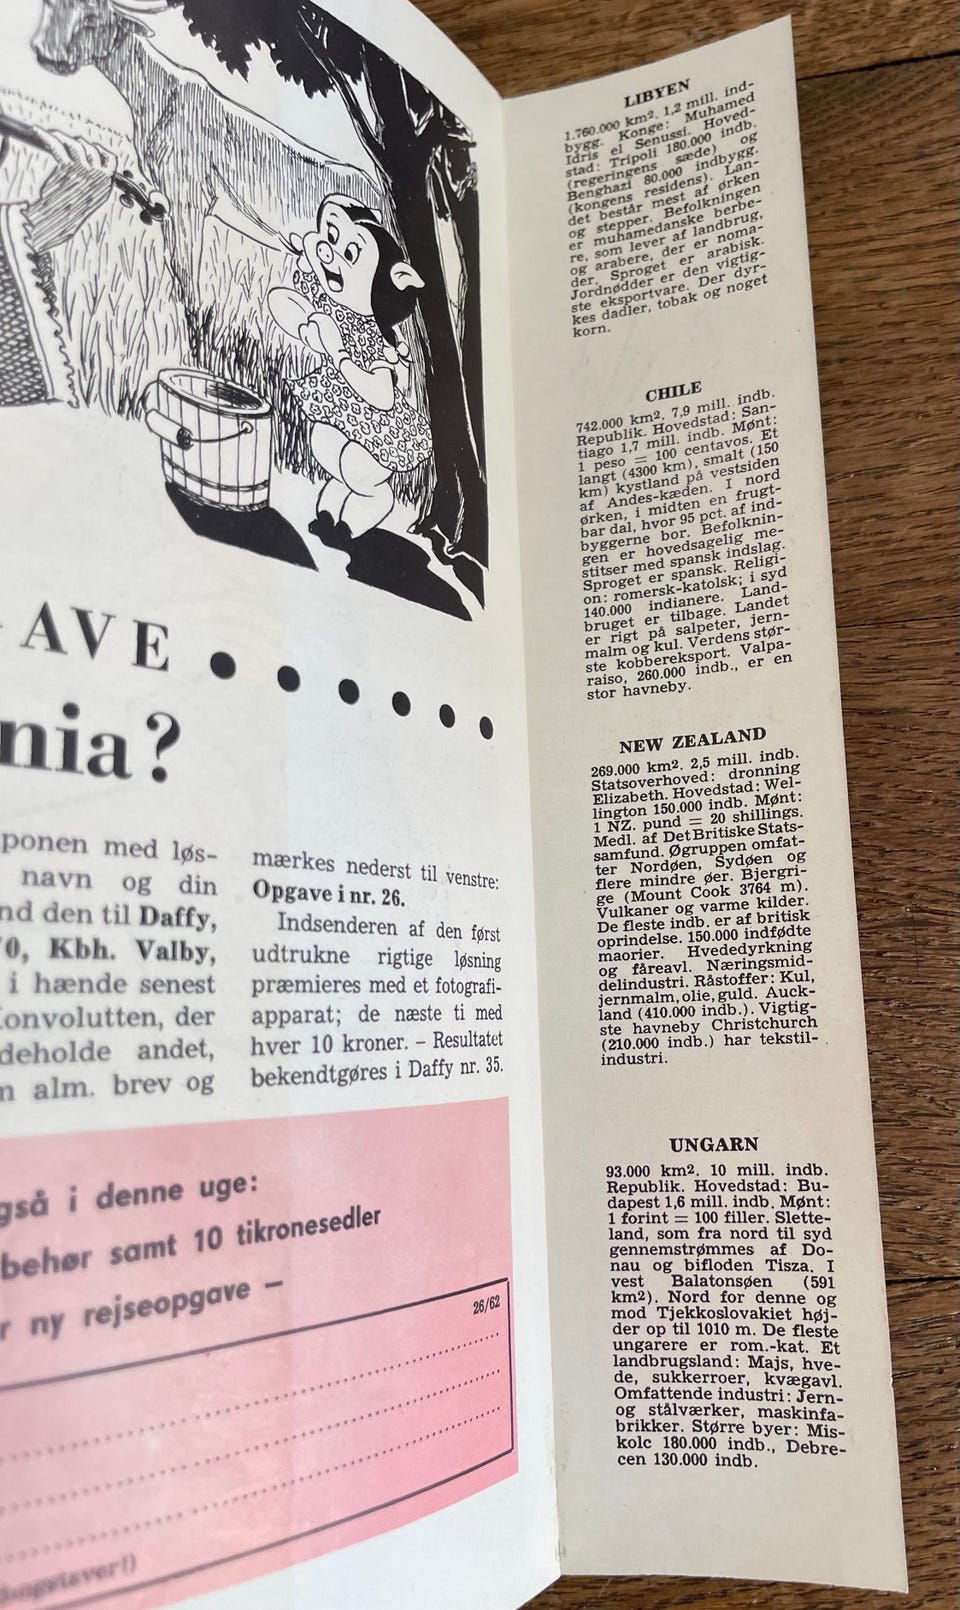 AVE . . . . . .
nia?
ponen med løs-
navn og din
nd den til Daffy,
0, Kbh. Valby,
i hænde senest
onvolutten, der
deholde andet,
m alm. brev og
mærkes nederst til venstre:
Opgave i nr. 26.
Indsenderen af den først
udtrukne rigtige løsning
præmieres med et fotografi-
apparat; de næste ti med
hver 10 kroner. – Resultatet
bekendtgøres i Daffy nr. 35.
gså i denne uge:
behør samt 10 tikronesedler
r ny rejseopgave –
26/62
LIBYEN
1.760.000 km². 1,2 mill. ind-
bygg. Konge: Muhamed
Idris el Senussi. Hoved-
stad: Tripoli 180.000 indb.
(regeringens sæde) og
Benghazi 80.000 indbygg.
(kongens residens). Lan-
det består mest af ørken
og stepper. Befolkningen
er muhamedanske berbe-
re, som lever af landbrug,
og arabere, der er noma-
der. Sproget er arabisk.
Jordnødder er den vigtig-
ste eksportvare. Der dyr-
kes dadler, tobak og noget
korn.
CHILE
742.000 km². 7,9 mill. indb.
Republik. Hovedstad: San-
tiago 1,7 mill. indb. Mønt:
1 peso = 100 centavos. Et
langt (4300 km), smalt (150
km) kystland på vestsiden
af Andes-kæden. I nord
ørken, i midten en frugt-
bar dal, hvor 95 pct. af ind-
byggerne bor. Befolknin-
gen er hovedsagelig me-
stitser med spansk indslag.
Sproget er spansk. Religi-
on: romersk-katolsk; i syd
140.000 indianere. Land-
bruget er tilbage. Landet
er rigt på salpeter, jern-
malm og kul. Verdens stør-
ste kobbereksport. Valpa-
raiso, 260.000 indb., er en
stor havneby.
NEW ZEALAND
269.000 km². 2,5 mill. indb.
Statsoverhoved: dronning
Elizabeth. Hovedstad: Wel-
lington 150.000 indb. Mønt:
1 NZ. pund = 20 shillings.
Medl. af Det Britiske Stats-
samfund. Øgruppen omfat-
ter Nordøen, Sydøen og
flere mindre øer. Bjergri-
ge (Mount Cook 3764 m).
Vulkaner og varme kilder.
De fleste indb. er af britisk
oprindelse. 150.000 indfødte
maorier. Hvededyrkning
og fåreavl. Næringsmid-
delindustri. Råstoffer: Kul,
jernmalm, olie, guld. Auck-
land (410.000 indb.). Vigtig-
ste havneby Christchurch
(210.000 indb.) har tekstil-
industri.
UNGARN
93.000 km². 10 mill. indb.
Republik. Hovedstad: Bu-
dapest 1,6 mill. indb. Mønt:
1 forint = 100 filler. Slette-
land, som fra nord til syd
gennemstrømmes af Do-
nau og bifloden Tisza. I
vest Balatonsøen (591
km²). Nord for denne og
mod Tjekkoslovakiet høj-
der op til 1010 m. De fleste
ungarere er rom.-kat. Et
landbrugsland: Majs, hve-
de, sukkerroer, kvægavl.
Omfattende industri: Jern-
og stålværker, maskinfa-
brikker. Større byer: Mis-
kolc 180.000 indb., Debre-
cen 130.000 indb.